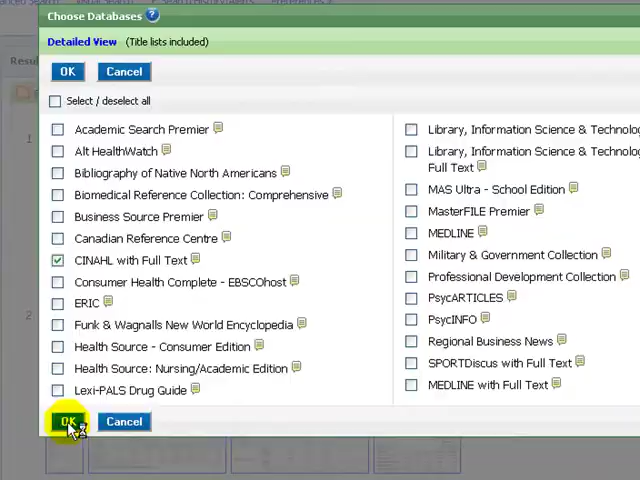 Choose Databases
Detailed View (Title lists included)
OK Cancel
Select / deselect all
Academic Search Premier
Alt HealthWatch
Bibliography of Native North Americans
Biomedical Reference Collection: Comprehensive
Business Source Premier
Canadian Reference Centre
CINAHL with Full Text
Consumer Health Complete - EBSCOhost
ERIC
Funk & Wagnalls New World Encyclopedia
Health Source - Consumer Edition
Health Source: Nursing/Academic Edition
Lexi-PALS Drug Guide
Library, Information Science & Technolo
Library, Information Science & Technolo
Full Text
MAS Ultra - School Edition
MasterFILE Premier
MEDLINE
Military & Government Collection
Professional Development Collection
PsycARTICLES
PsycINFO
Regional Business News
SPORTDiscus with Full Text
MEDLINE with Full Text
OK Cancel
Resul
1
2